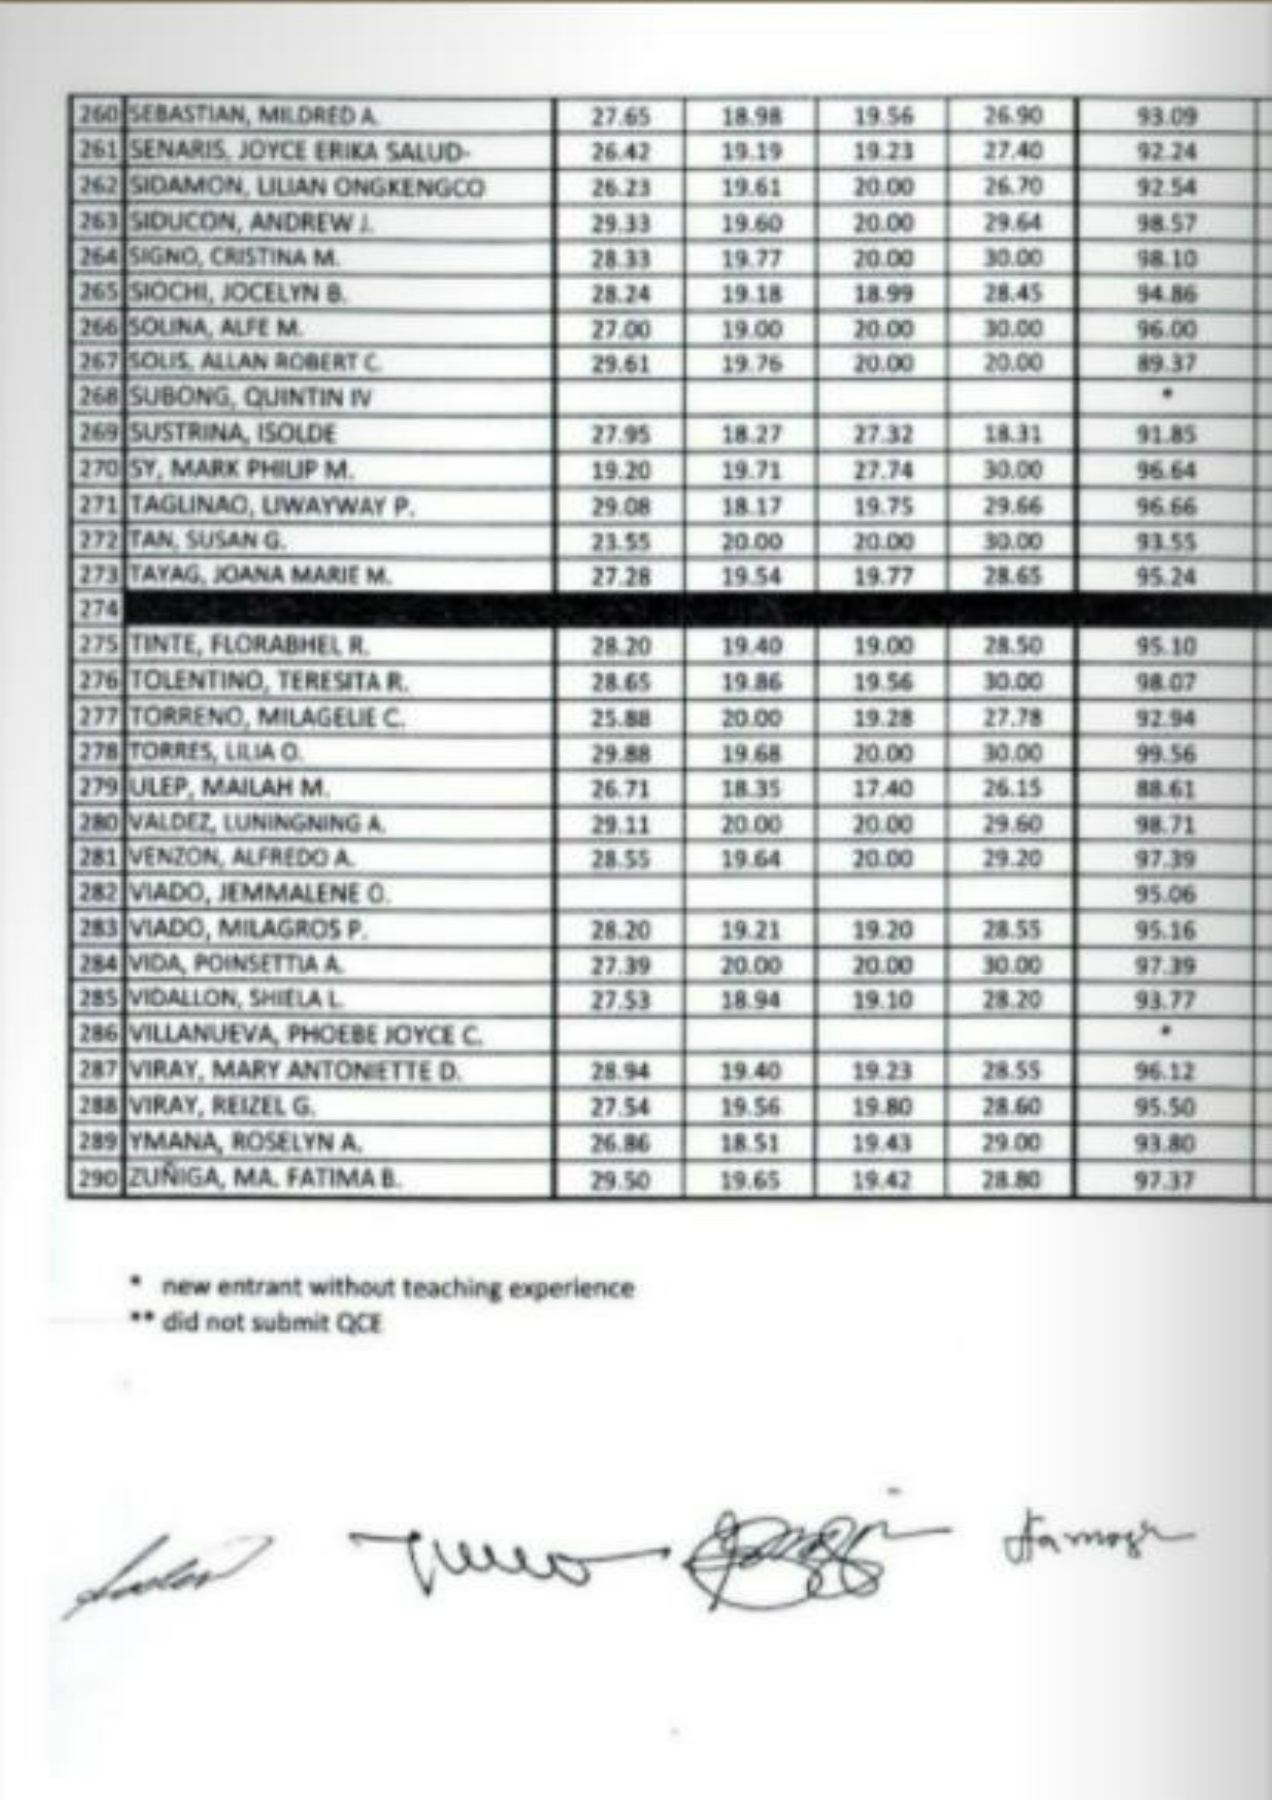 260 SEBASTIAN, MILDRED A. 27.65 18.98 19.56 26.90 93.09
261 SENARIS, JOYCE ERIKA SALUD- 26.42 19.19 19.23 27.40 92.24
262 SIDAMON, LILIAN ONGKENGCO 26.23 19.61 20.00 26.70 92.54
263 SIDUCON, ANDREW J. 29.33 19.60 20.00 29.64 98.57
264 SIGNO, CRISTINA M. 28.33 19.77 20.00 30.00 98.10
265 SIOCHI, JOCELYN B. 28.24 19.18 18.99 28.45 94.86
266 SOLINA, ALFE M. 27.00 19.00 20.00 30.00 96.00
267 SOLIS, ALLAN ROBERT C. 29.61 19.76 20.00 20.00 89.37
268 SUBONG, QUINTIN IV *
269 SUSTRINA, ISOLDE 27.95 18.27 27.32 18.31 91.85
270 SY, MARK PHILIP M. 19.20 19.71 27.74 30.00 96.64
271 TAGLINAO, LIWAYWAY P. 29.08 18.17 19.75 29.66 96.66
272 TAN, SUSAN G. 23.55 20.00 20.00 30.00 93.55
273 TAYAG, JOANA MARIE M. 27.28 19.54 19.77 28.65 95.24
274
275 TINTE, FLORABHEL R. 28.20 19.40 19.00 28.50 95.10
276 TOLENTINO, TERESITA R. 28.65 19.86 19.56 30.00 98.07
277 TORRENO, MILAGELIE C. 25.88 20.00 19.28 27.78 92.94
278 TORRES, LILIA O. 29.88 19.68 20.00 30.00 99.56
279 ULEP, MAILAH M. 26.71 18.35 17.40 26.15 88.61
280 VALDEZ, LUNINGNING A. 29.11 20.00 20.00 29.60 98.71
281 VENZON, ALFREDO A. 28.55 19.64 20.00 29.20 97.39
282 VIADO, JEMMALENE O. 95.06
283 VIADO, MILAGROS P. 28.20 19.21 19.20 28.55 95.16
284 VIDA, POINSETTIA A. 27.39 20.00 20.00 30.00 97.39
285 VIDALLON, SHIELA L. 27.53 18.94 19.10 28.20 93.77
286 VILLANUEVA, PHOEBE JOYCE C. *
287 VIRAY, MARY ANTONIETTE D. 28.94 19.40 19.23 28.55 96.12
288 VIRAY, REIZEL G. 27.54 19.56 19.80 28.60 95.50
289 YMANA, ROSELYN A. 26.86 18.51 19.43 29.00 93.80
290 ZUÑIGA, MA. FATIMA B. 29.50 19.65 19.42 28.80 97.37
* new entrant without teaching experience
** did not submit QCE